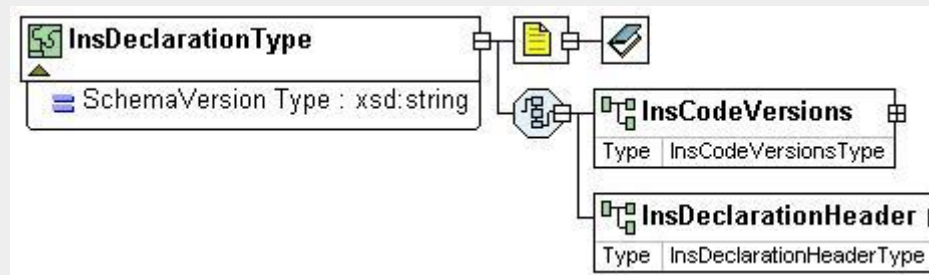 InsDeclarationType
SchemaVersion Type : xsd:string
InsCodeVersions
Type InsCodeVersionsType
InsDeclarationHeader
Type InsDeclarationHeaderType